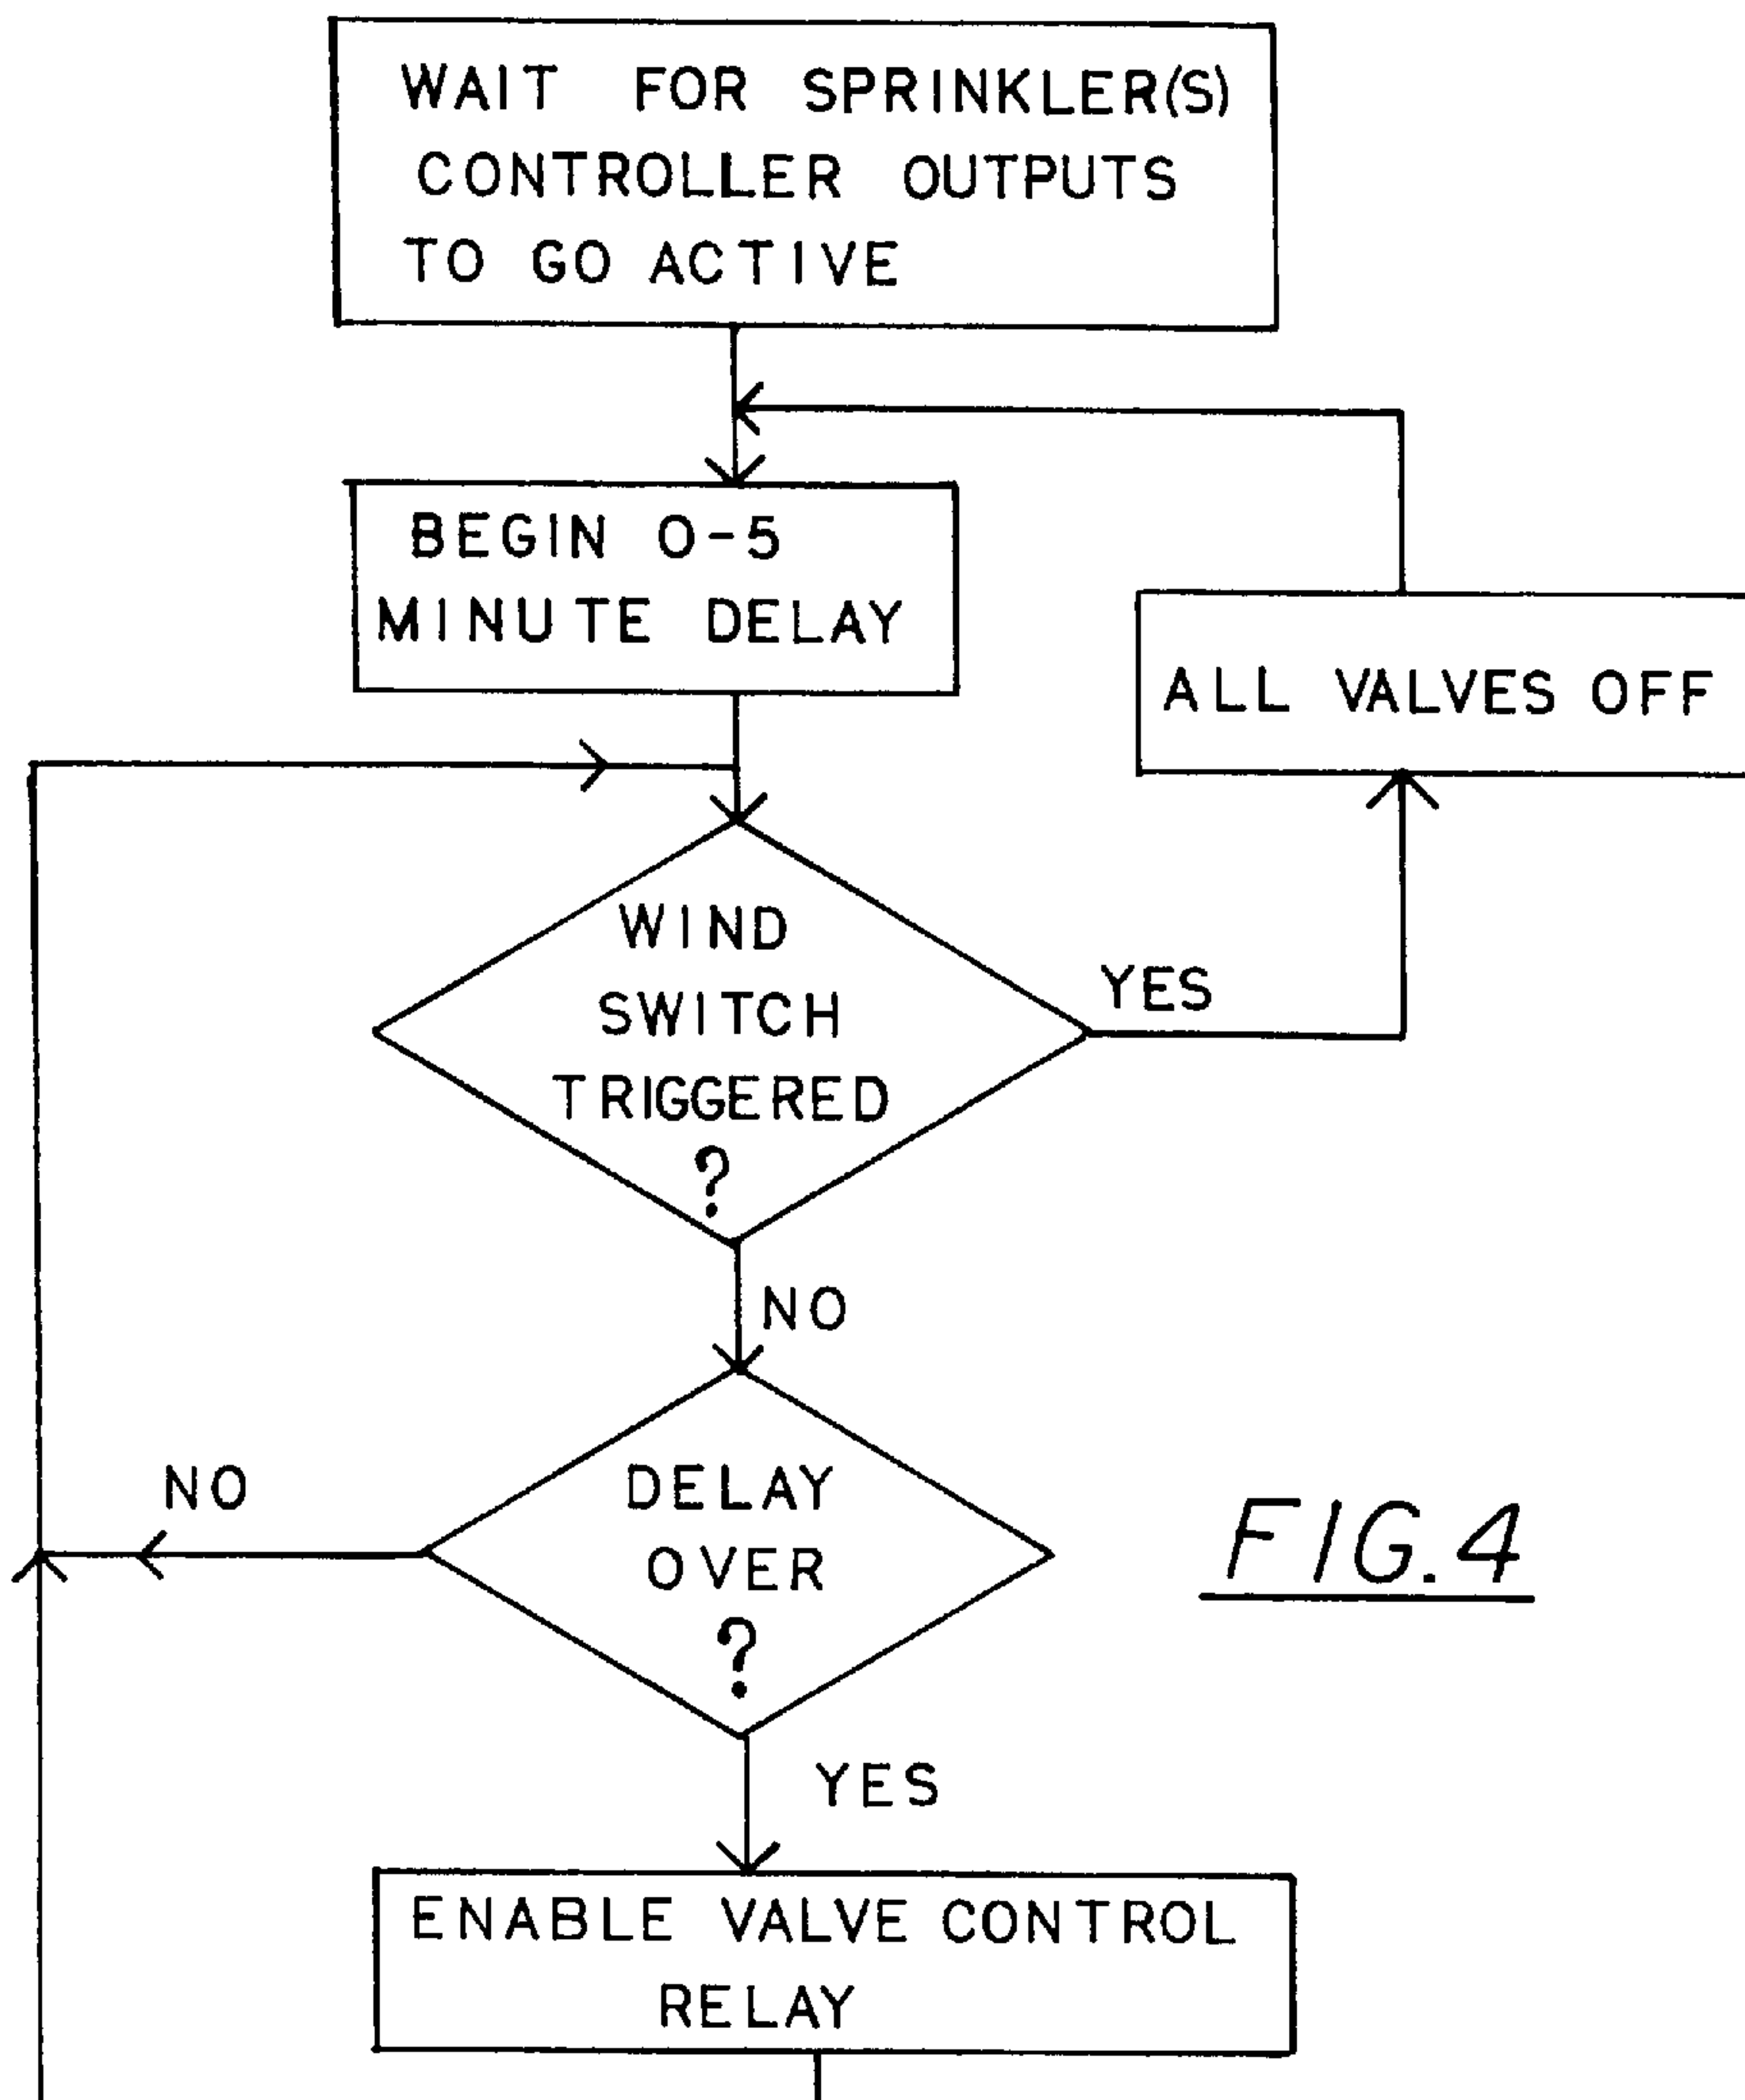 WAIT FOR SPRINKLER(S)
CONTROLLER OUTPUTS
TO GO ACTIVE
BEGIN 0-5
MINUTE DELAY
ALL VALVES OFF
WIND
SWITCH
TRIGGERED
?
YES
NO
DELAY
OVER
?
NO
YES
ENABLE VALVE CONTROL
RELAY
FIG.4